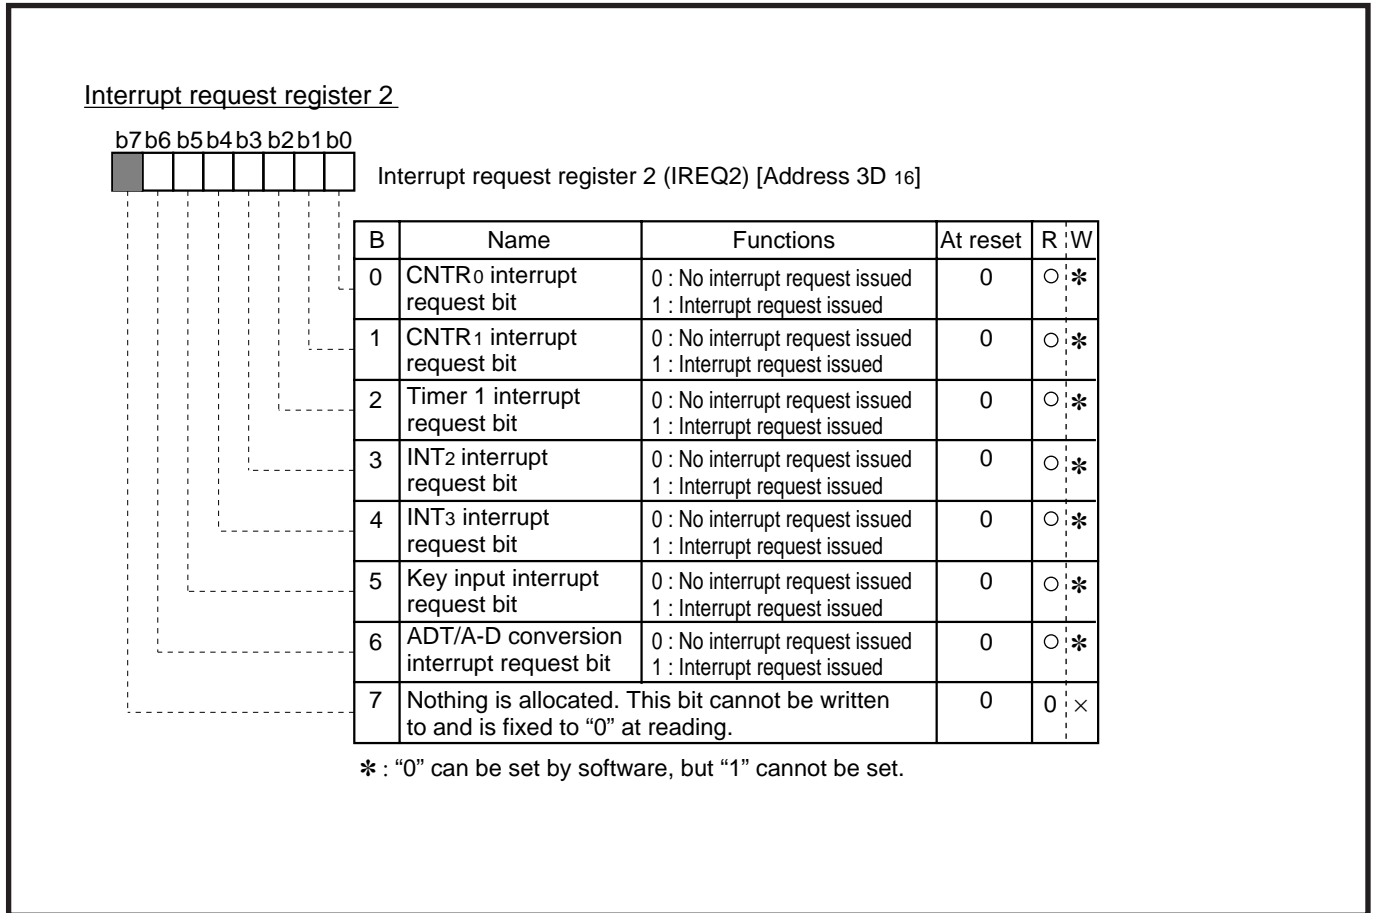 Interrupt request register 2
b7 b6 b5 b4 b3 b2 b1 b0
Interrupt request register 2 (IREQ2) [Address 3D 16]
B Name Functions At reset R W
0 CNTR0 interrupt request bit 0 : No interrupt request issued 1 : Interrupt request issued 0 ○ ✽
1 CNTR1 interrupt request bit 0 : No interrupt request issued 1 : Interrupt request issued 0 ○ ✽
2 Timer 1 interrupt request bit 0 : No interrupt request issued 1 : Interrupt request issued 0 ○ ✽
3 INT2 interrupt request bit 0 : No interrupt request issued 1 : Interrupt request issued 0 ○ ✽
4 INT3 interrupt request bit 0 : No interrupt request issued 1 : Interrupt request issued 0 ○ ✽
5 Key input interrupt request bit 0 : No interrupt request issued 1 : Interrupt request issued 0 ○ ✽
6 ADT/A-D conversion interrupt request bit 0 : No interrupt request issued 1 : Interrupt request issued 0 ○ ✽
7 Nothing is allocated. This bit cannot be written to and is fixed to “0” at reading. 0 0 ×
✽ : “0” can be set by software, but “1” cannot be set.